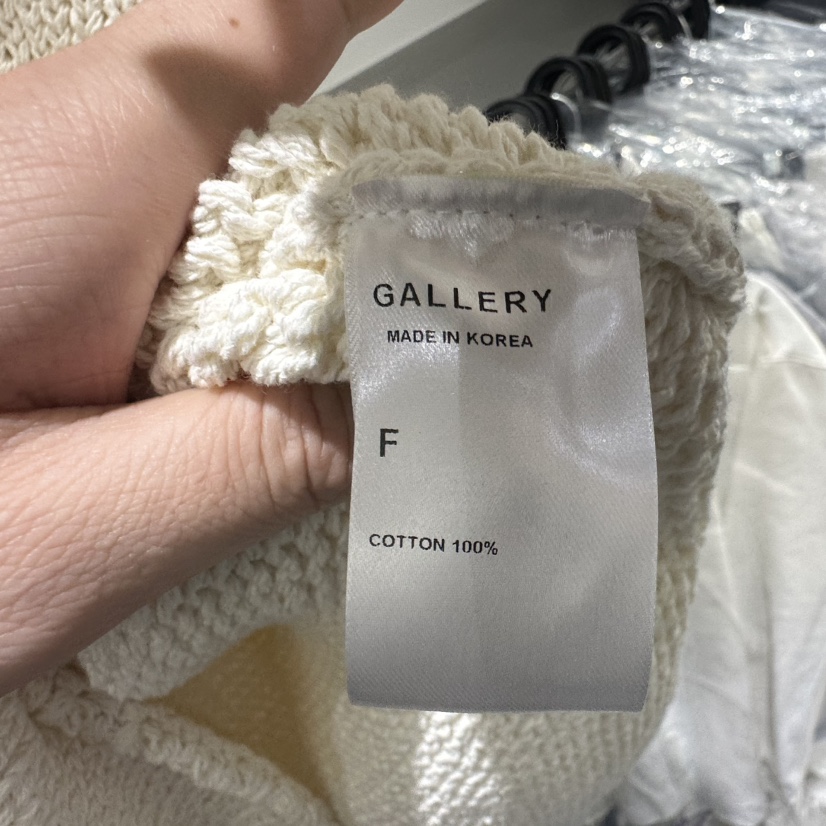 GALLERY
MADE IN KOREA
F
COTTON 100%